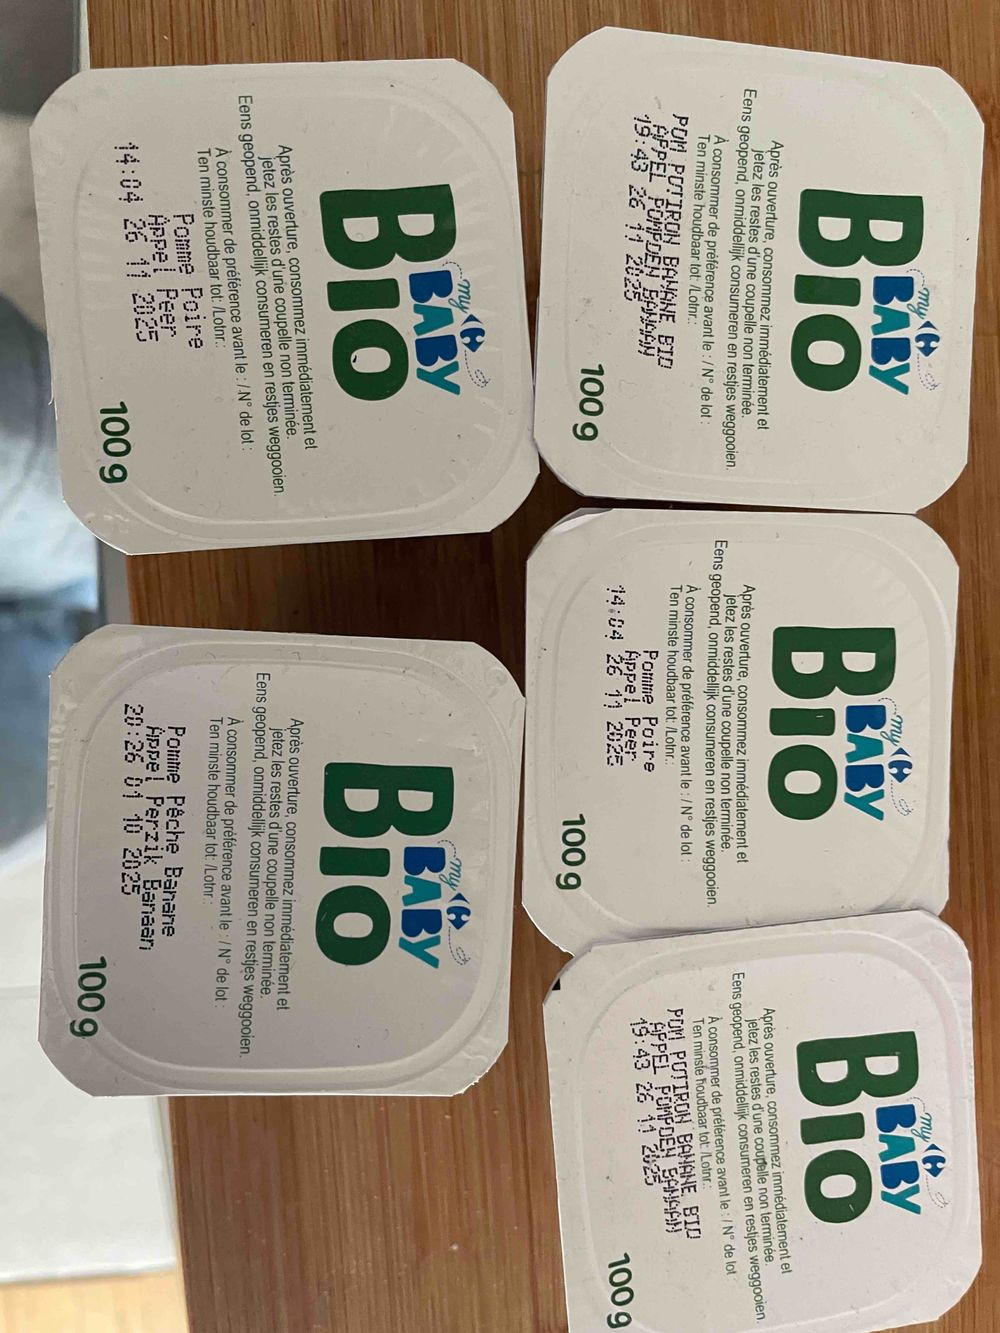 my
BABY
BIO
Après ouverture, consommez immédiatement et
jetez les restes d'une coupelle non terminée.
Eens geopend, onmiddellijk consumeren en restjes weggooien.
À consommer de préférence avant le : / N° de lot :
Ten minste houdbaar tot: /Lotnr.:
POM POTIRON BANANE BIO
APPEL POMPOEN BANAAN
19:43 26 11 2025
100 g
my
BABY
BIO
Après ouverture, consommez immédiatement et
jetez les restes d'une coupelle non terminée.
Eens geopend, onmiddellijk consumeren en restjes weggooien.
À consommer de préférence avant le : / N° de lot :
Ten minste houdbaar tot: /Lotnr.:
Pomme Poire
Appel Peer
14:04 26 11 2025
100 g
my
BABY
BIO
Après ouverture, consommez immédiatement et
jetez les restes d'une coupelle non terminée.
Eens geopend, onmiddellijk consumeren en restjes weggooien.
À consommer de préférence avant le : / N° de lot :
Ten minste houdbaar tot: /Lotnr.:
POM POTIRON BANANE BIO
APPEL POMPOEN BANAAN
19:43 26 11 2025
100 g
my
BABY
BIO
Après ouverture, consommez immédiatement et
jetez les restes d'une coupelle non terminée.
Eens geopend, onmiddellijk consumeren en restjes weggooien.
À consommer de préférence avant le : / N° de lot :
Ten minste houdbaar tot: /Lotnr.:
Pomme Poire
Appel Peer
14:04 26 11 2025
100 g
my
BABY
BIO
Après ouverture, consommez immédiatement et
jetez les restes d'une coupelle non terminée.
Eens geopend, onmiddellijk consumeren en restjes weggooien.
À consommer de préférence avant le : / N° de lot :
Ten minste houdbaar tot: /Lotnr.:
Pomme Pêche Banane
Appel Perzik Banaan
20:26 01 10 2025
100 g